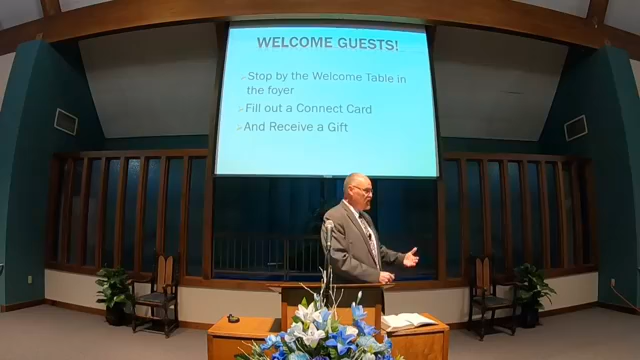 WELCOME GUESTS!
Stop by the Welcome Table in
the foyer
Fill out a Connect Card
And Receive a Gift